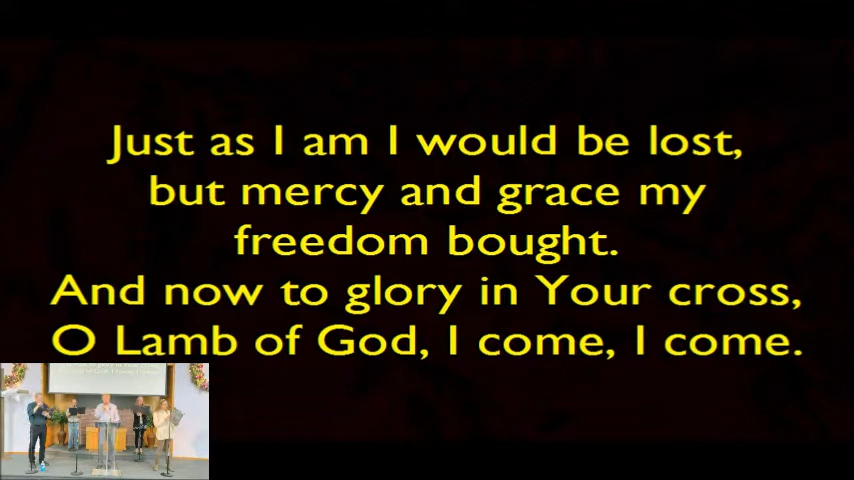 Just as I am I would be lost,
but mercy and grace my
freedom bought.
And now to glory in Your cross,
O Lamb of God, I come, I come.